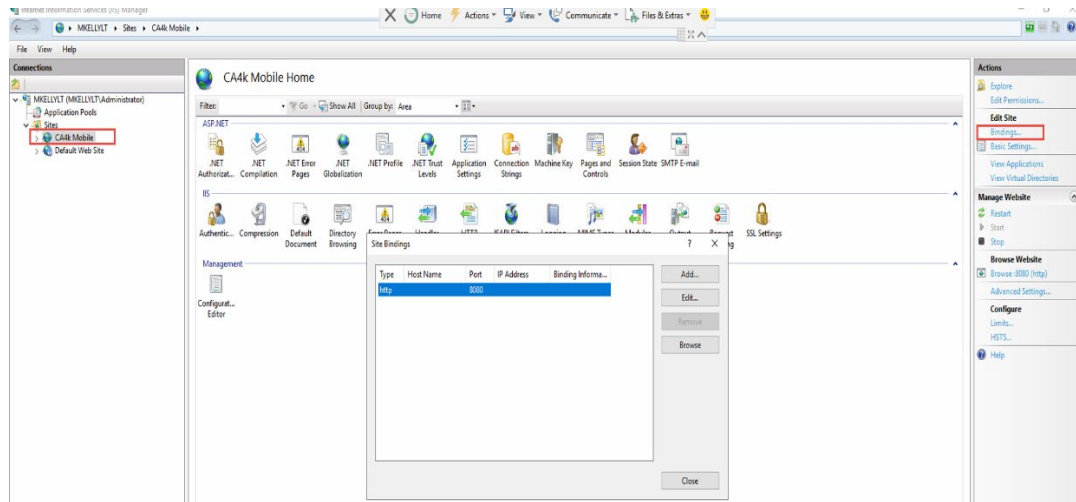 Internet Information Services (IIS) Manager
X Home Actions View Communicate Files & Extras
MKELLYLT Sites CA4k Mobile
File View Help
Connections
MKELLYLT (MKELLYLT\Administrator)
Application Pools
Sites
CA4k Mobile
Default Web Site
CA4k Mobile Home
Filter: Go Show All Group by: Area
ASP.NET
.NET Authorizat...
.NET Compilation
.NET Error Pages
.NET Globalization
.NET Profile
.NET Trust Levels
Application Settings
Connection Strings
Machine Key
Pages and Controls
Session State
SMTP E-mail
IIS
Authentic...
Compression
Default Document
Directory Browsing
SSL Settings
Management
Configurat... Editor
Site Bindings ? X
Type Host Name Port IP Address Binding Informa...
http 8080
Add...
Edit...
Remove
Browse
Close
Actions
Explore
Edit Permissions...
Edit Site
Bindings...
Basic Settings...
View Applications
View Virtual Directories
Manage Website
Restart
Start
Stop
Browse Website
Browse :8080 (http)
Advanced Settings...
Configure
Limits...
HSTS...
Help